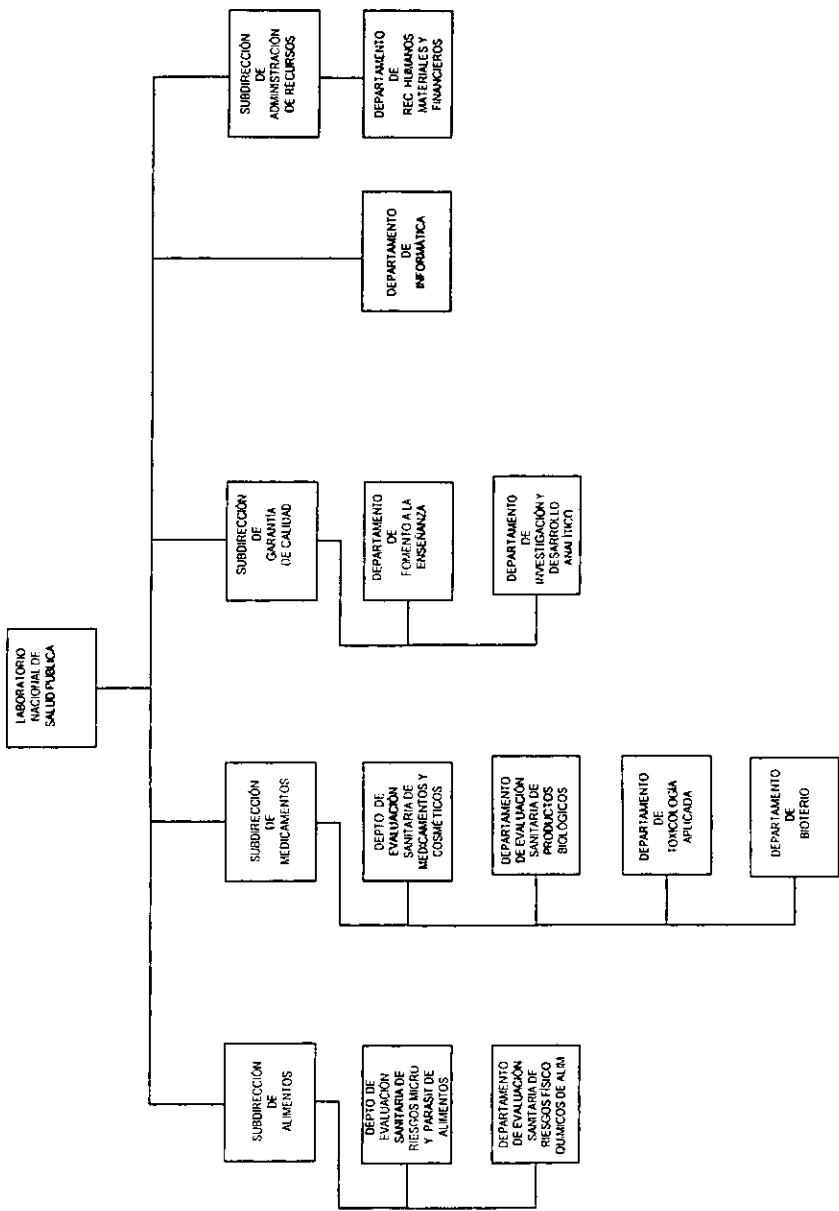 LABORATORIO
NACIONAL DE
SALUD PUBLICA
SUBDIRECCIÓN
DE
ALIMENTOS
DEPTO DE
EVALUACIÓN
SANITARIA DE
RIESGOS MICRO
Y PARASIT DE
ALIMENTOS
DEPARTAMENTO
DE EVALUACIÓN
SANITARIA DE
RIESGOS FÍSICO
QUIMICOS DE ALIM
SUBDIRECCIÓN
DE
MEDICAMENTOS
DEPTO DE
EVALUACIÓN
SANITARIA DE
MEDICAMENTOS Y
COSMÉTICOS
DEPARTAMENTO
DE EVALUACIÓN
SANITARIA DE
PRODUCTOS
BIOLÓGICOS
DEPARTAMENTO
DE
TOXICOLOGÍA
APLICADA
DEPARTAMENTO
DE
BIOTERIO
SUBDIRECCIÓN
DE
GARANTÍA
DE CALIDAD
DEPARTAMENTO
DE
FOMENTO A LA
ENSEÑANZA
DEPARTAMENTO
DE
INVESTIGACIÓN Y
DESARROLLO
ANALÍTICO
DEPARTAMENTO
DE
INFORMÁTICA
SUBDIRECCIÓN
DE
ADMINISTRACIÓN
DE RECURSOS
DEPARTAMENTO
DE
REC HUMANOS
MATERIALES Y
FINANCIEROS